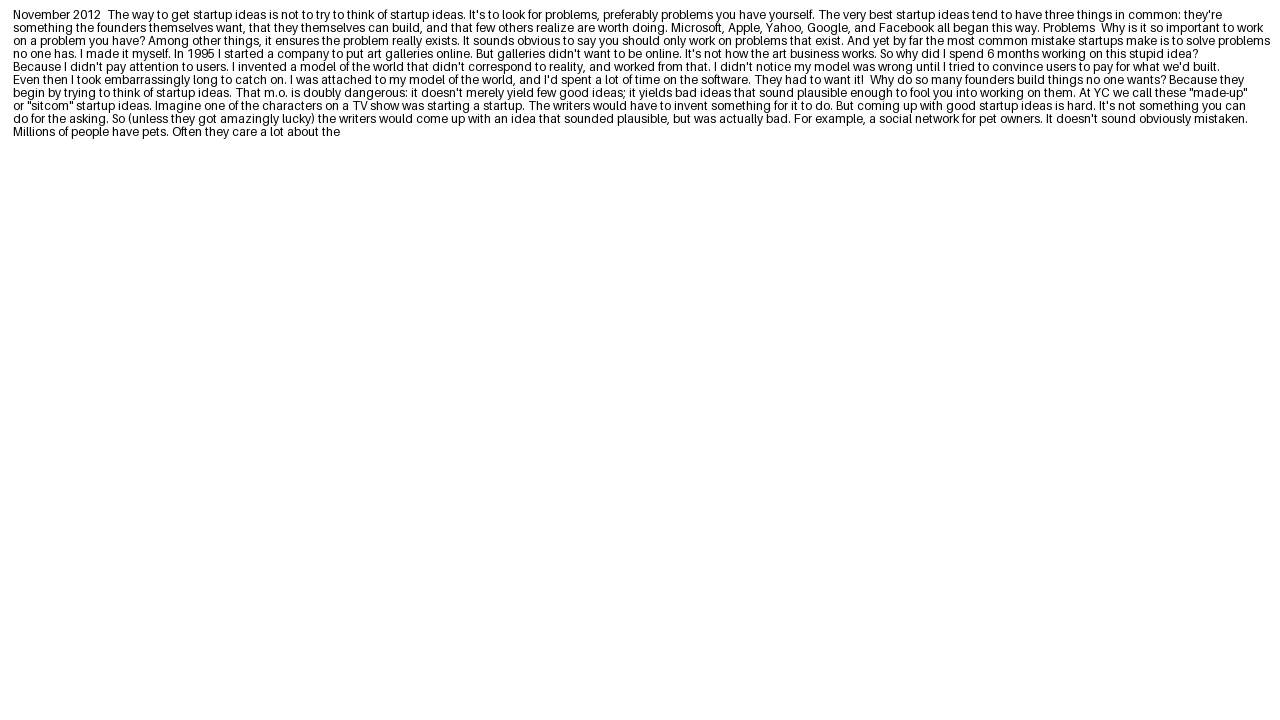 November 2012  The way to get startup ideas is not to try to think of startup ideas. It's to look for problems, preferably problems you have yourself. The very best startup ideas tend to have three things in common: they're
something the founders themselves want, that they themselves can build, and that few others realize are worth doing. Microsoft, Apple, Yahoo, Google, and Facebook all began this way. Problems  Why is it so important to work
on a problem you have? Among other things, it ensures the problem really exists. It sounds obvious to say you should only work on problems that exist. And yet by far the most common mistake startups make is to solve problems
no one has. I made it myself. In 1995 I started a company to put art galleries online. But galleries didn't want to be online. It's not how the art business works. So why did I spend 6 months working on this stupid idea?
Because I didn't pay attention to users. I invented a model of the world that didn't correspond to reality, and worked from that. I didn't notice my model was wrong until I tried to convince users to pay for what we'd built.
Even then I took embarrassingly long to catch on. I was attached to my model of the world, and I'd spent a lot of time on the software. They had to want it!  Why do so many founders build things no one wants? Because they
begin by trying to think of startup ideas. That m.o. is doubly dangerous: it doesn't merely yield few good ideas; it yields bad ideas that sound plausible enough to fool you into working on them. At YC we call these "made-up"
or "sitcom" startup ideas. Imagine one of the characters on a TV show was starting a startup. The writers would have to invent something for it to do. But coming up with good startup ideas is hard. It's not something you can
do for the asking. So (unless they got amazingly lucky) the writers would come up with an idea that sounded plausible, but was actually bad. For example, a social network for pet owners. It doesn't sound obviously mistaken.
Millions of people have pets. Often they care a lot about the